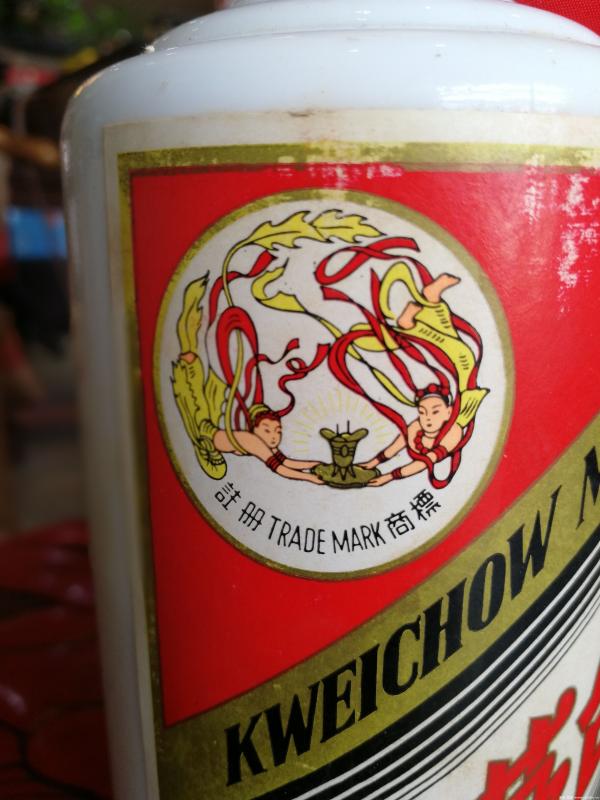 註册 TRADE MARK 商標
KWEICHOW M